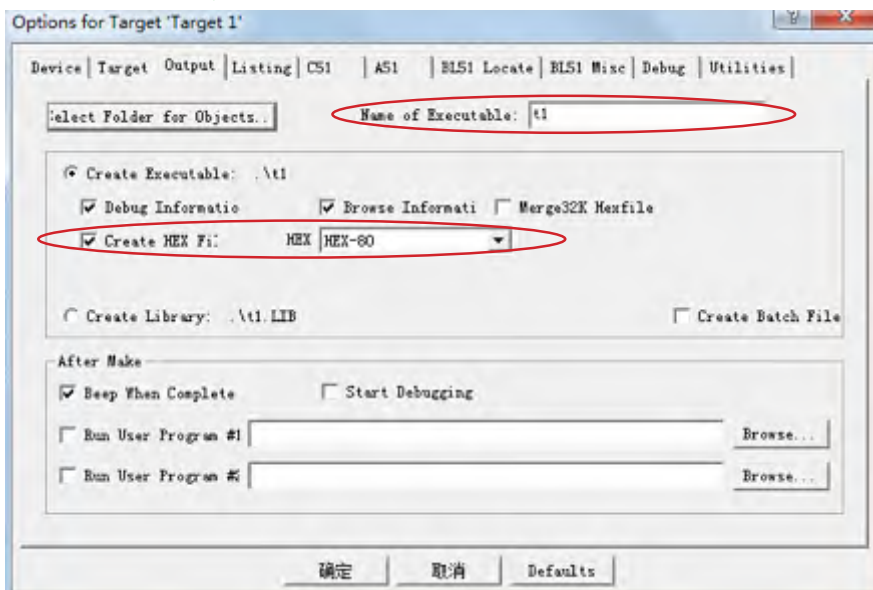 Options for Target 'Target 1'
Device Target Output Listing C51 A51 BL51 Locate BL51 Misc Debug Utilities
elect Folder for Objects.. Name of Executable: t1
Create Executable: .\t1
Debug Informatio Browse Informati Merge32K Hexfile
Create HEX Fi: HEX HEX-80
Create Library: .\t1.LIB Create Batch File
After Make
Beep When Complete Start Debugging
Run User Program #1 Browse...
Run User Program #2 Browse...
确定 取消 Defaults